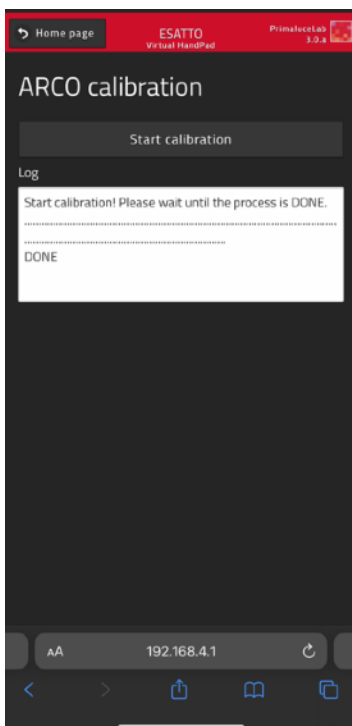 Home page
ESATTO
Virtual HandPad
PrimaluceLab
3.0.a
ARCO calibration
Start calibration
Log
Start calibration! Please wait until the process is DONE.
................................................................................................
............................................................
DONE
AA
192.168.4.1